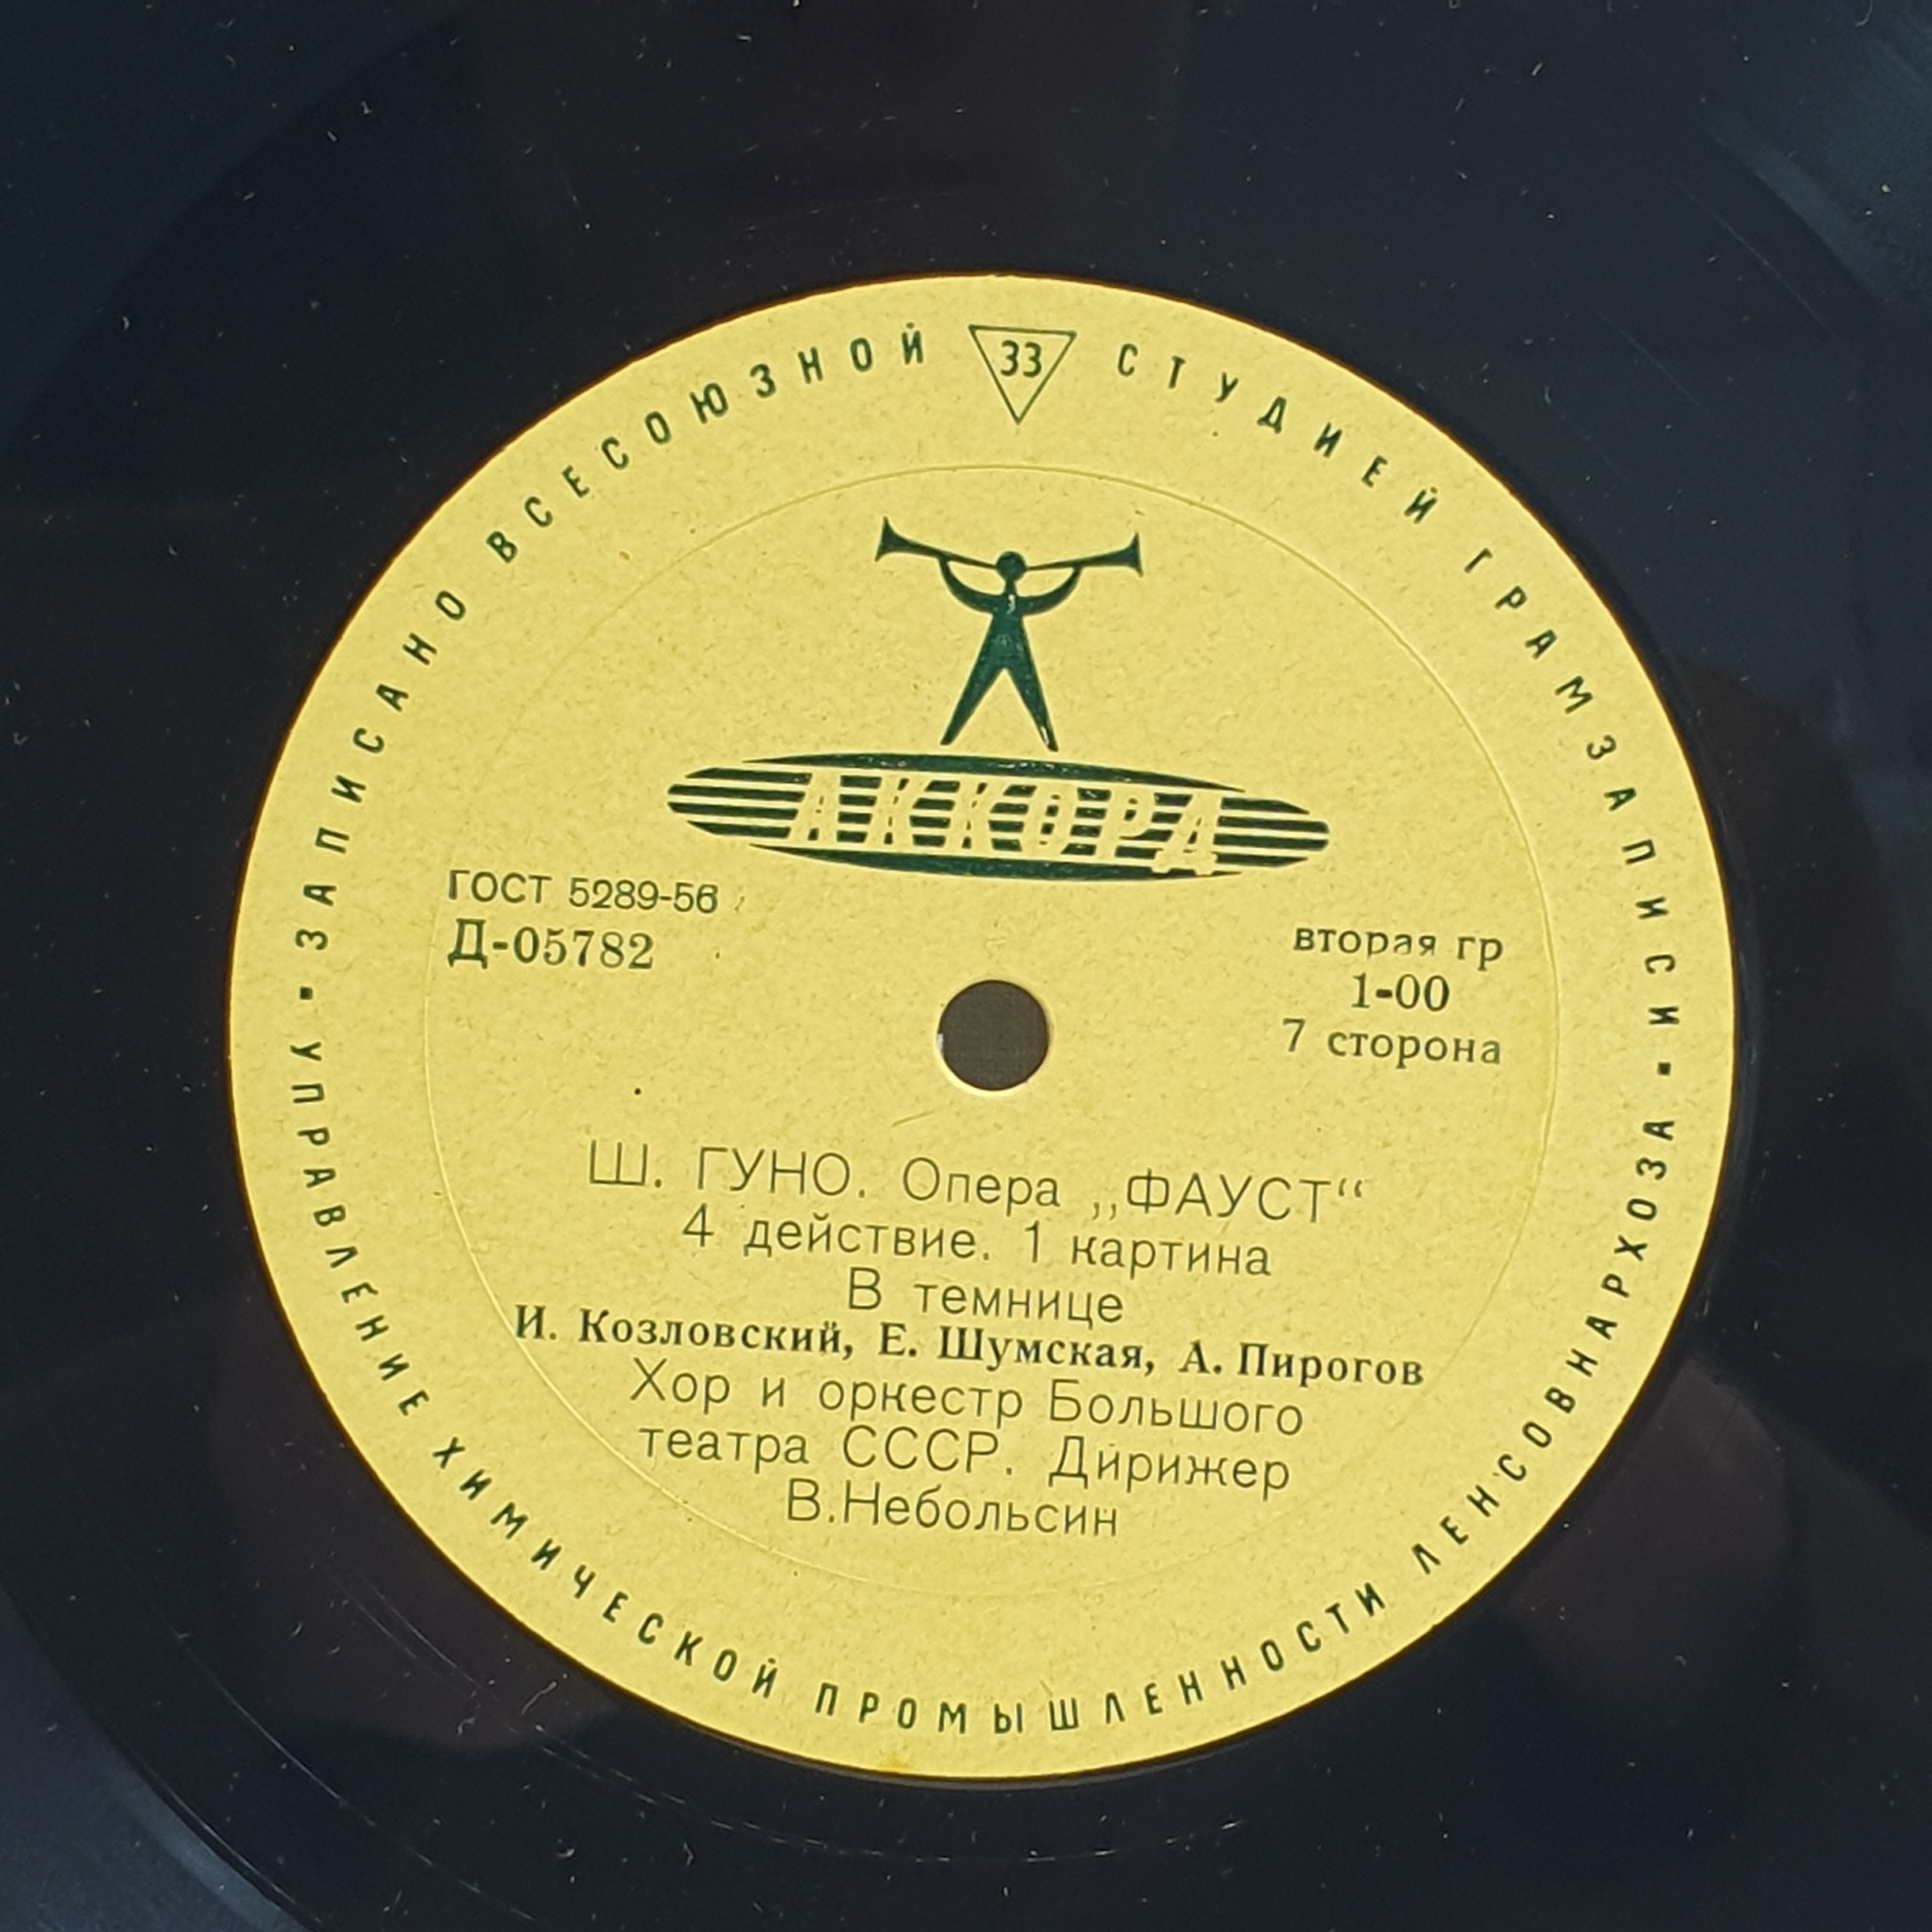 ЗАПИСАНО ВСЕСОЮЗНОЙ 33 СТУДИЕЙ ГРАМЗАПИСИ
АККОРД
ГОСТ 5289-56
Д-05782
вторая гр
1-00
7 сторона
Ш. ГУНО. Опера „ФАУСТ“
4 действие. 1 картина
В темнице
И. Козловский, Е. Шумская, А. Пирогов
Хор и оркестр Большого
театра СССР. Дирижер
В.Небольсин
УПРАВЛЕНИЕ ХИМИЧЕСКОЙ ПРОМЫШЛЕННОСТИ ЛЕНСОВНАРХОЗА